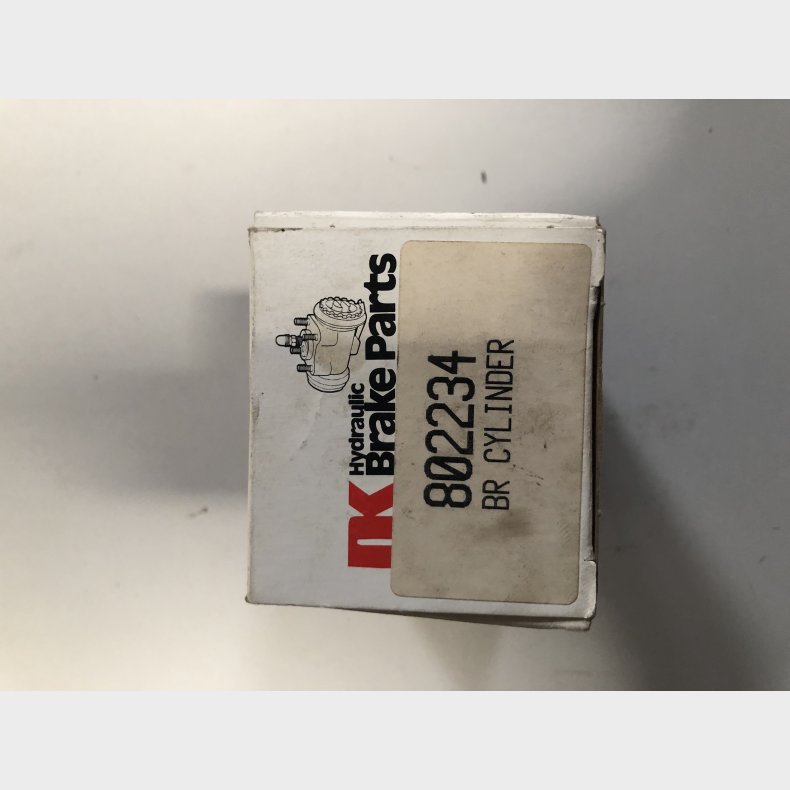 NK Hydraulic
Brake Parts
802234
BR CYLINDER